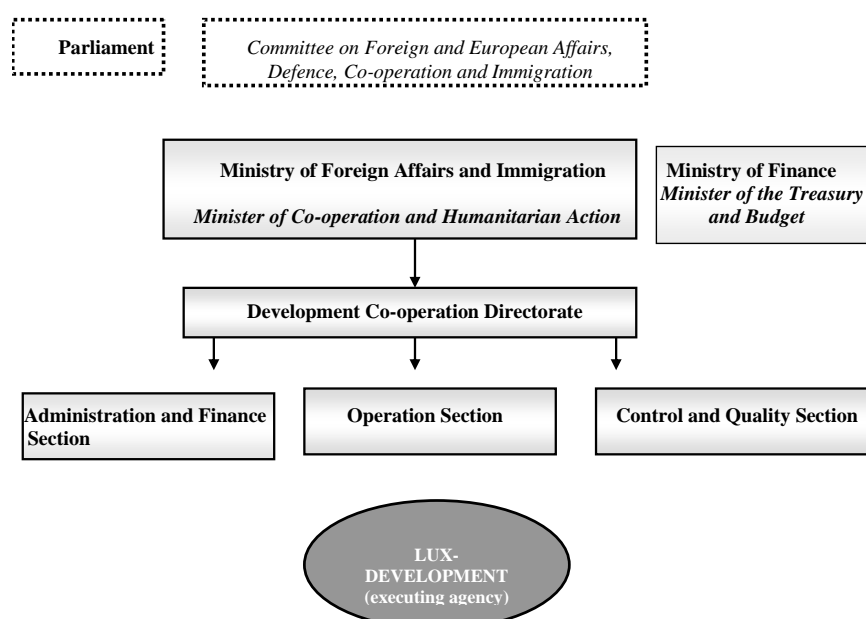 Parliament
Committee on Foreign and European Affairs,
Defence, Co-operation and Immigration
Ministry of Foreign Affairs and Immigration
Minister of Co-operation and Humanitarian Action
Ministry of Finance
Minister of the Treasury
and Budget
Development Co-operation Directorate
Administration and Finance
Section
Operation Section
Control and Quality Section
LUX-
DEVELOPMENT
(executing agency)